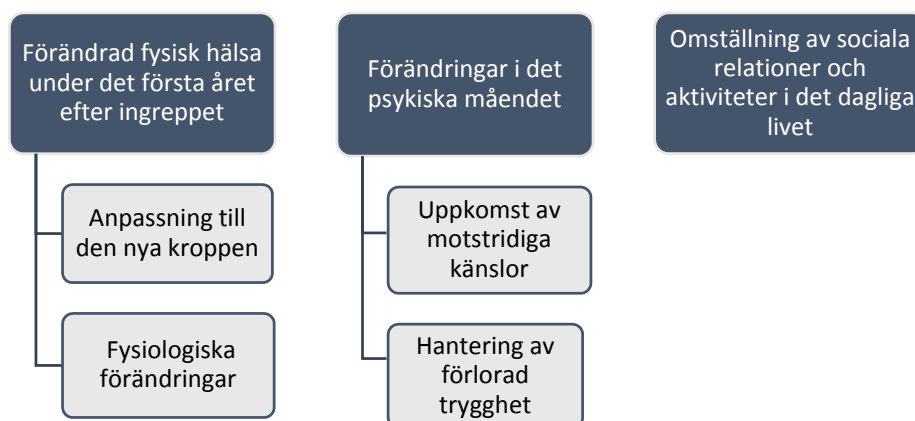 Förändrad fysisk hälsa
under det första året
efter ingreppet
Anpassning till
den nya kroppen
Fysiologiska
förändringar
Förändringar i det
psykiska måendet
Uppkomst av
motstridiga
känslor
Hantering av
förlorad
trygghet
Omställning av sociala
relationer och
aktiviteter i det dagliga
livet